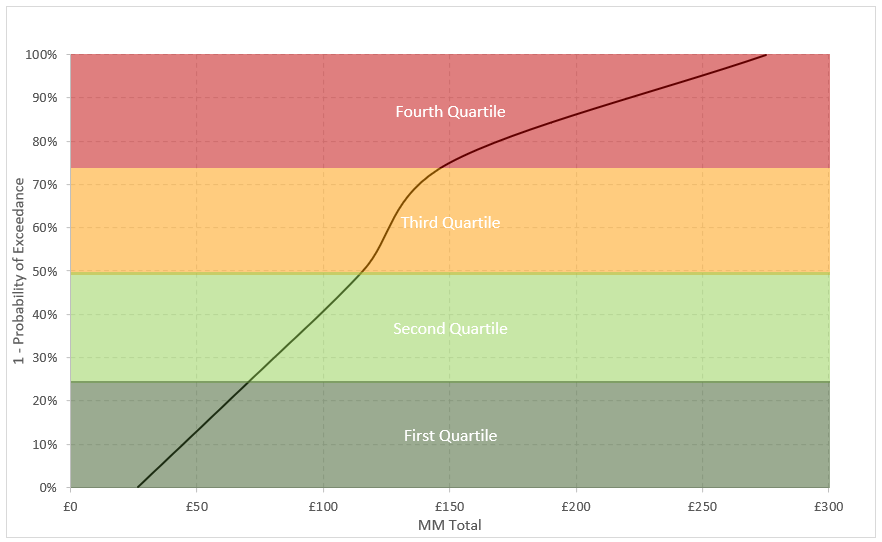 100%
90%
Fourth Quartile
80%
70%
60%
Third Quartile
50%
40%
Second Quartile
30%
20%
First Quartile
10%
0%
1 - Probability of Exceedance
£0 £50 £100 £150 £200 £250 £300
MM Total